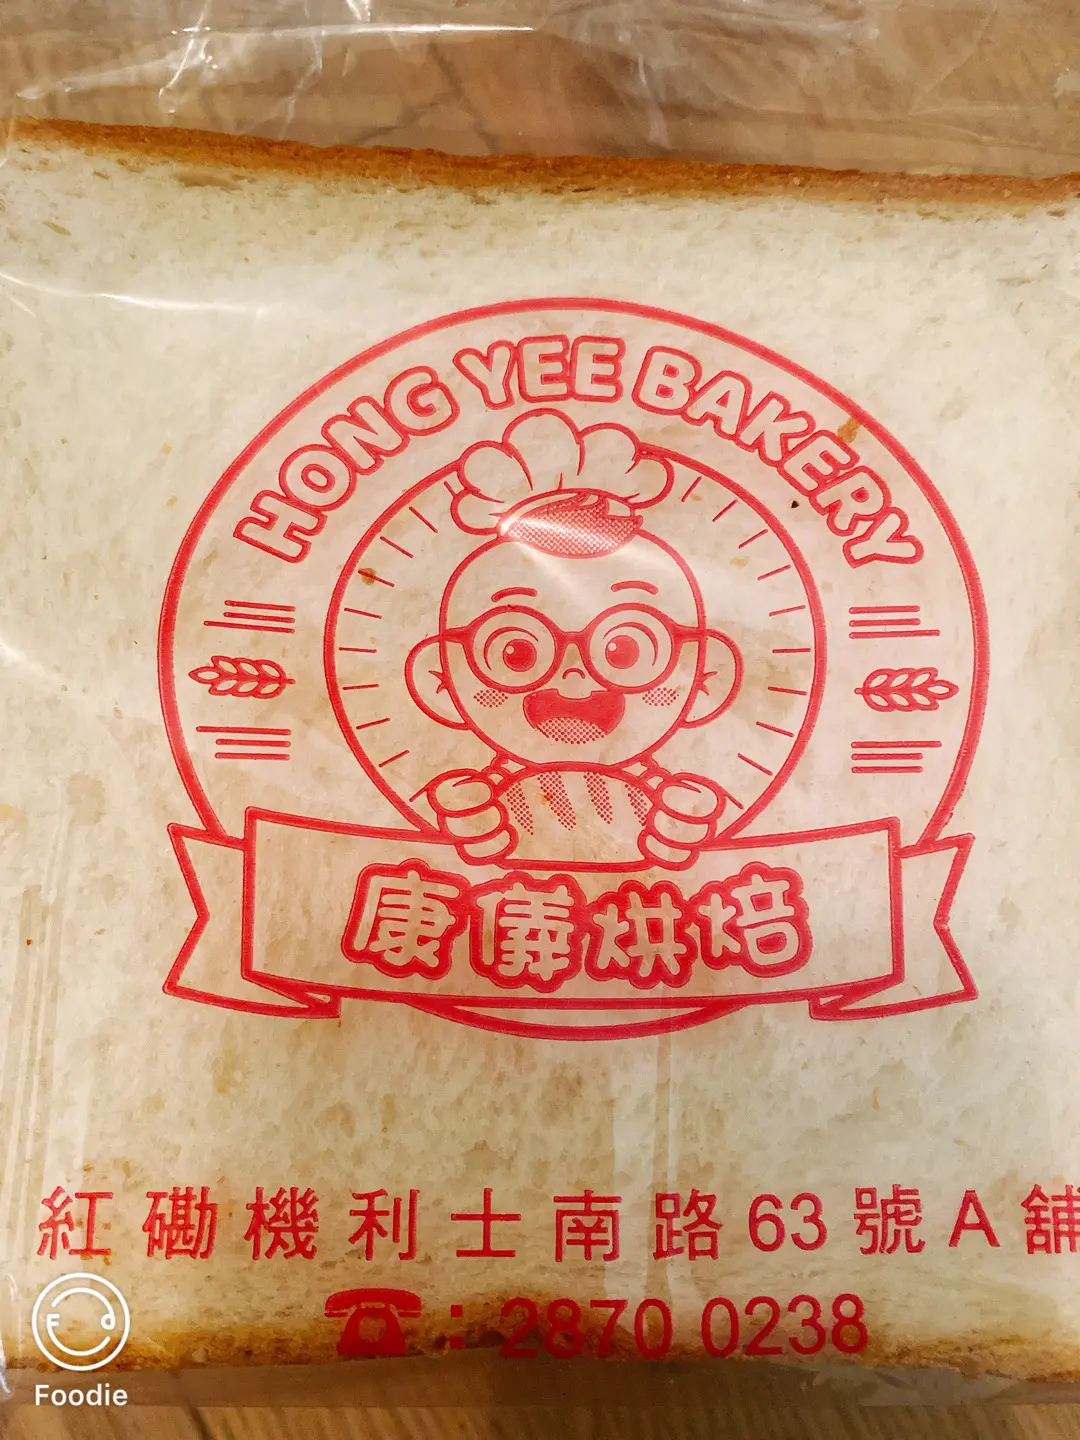 HONG YEE BAKERY
康儀烘焙
紅磡機利士南路63號A舖
☎：2870 0238
Foodie